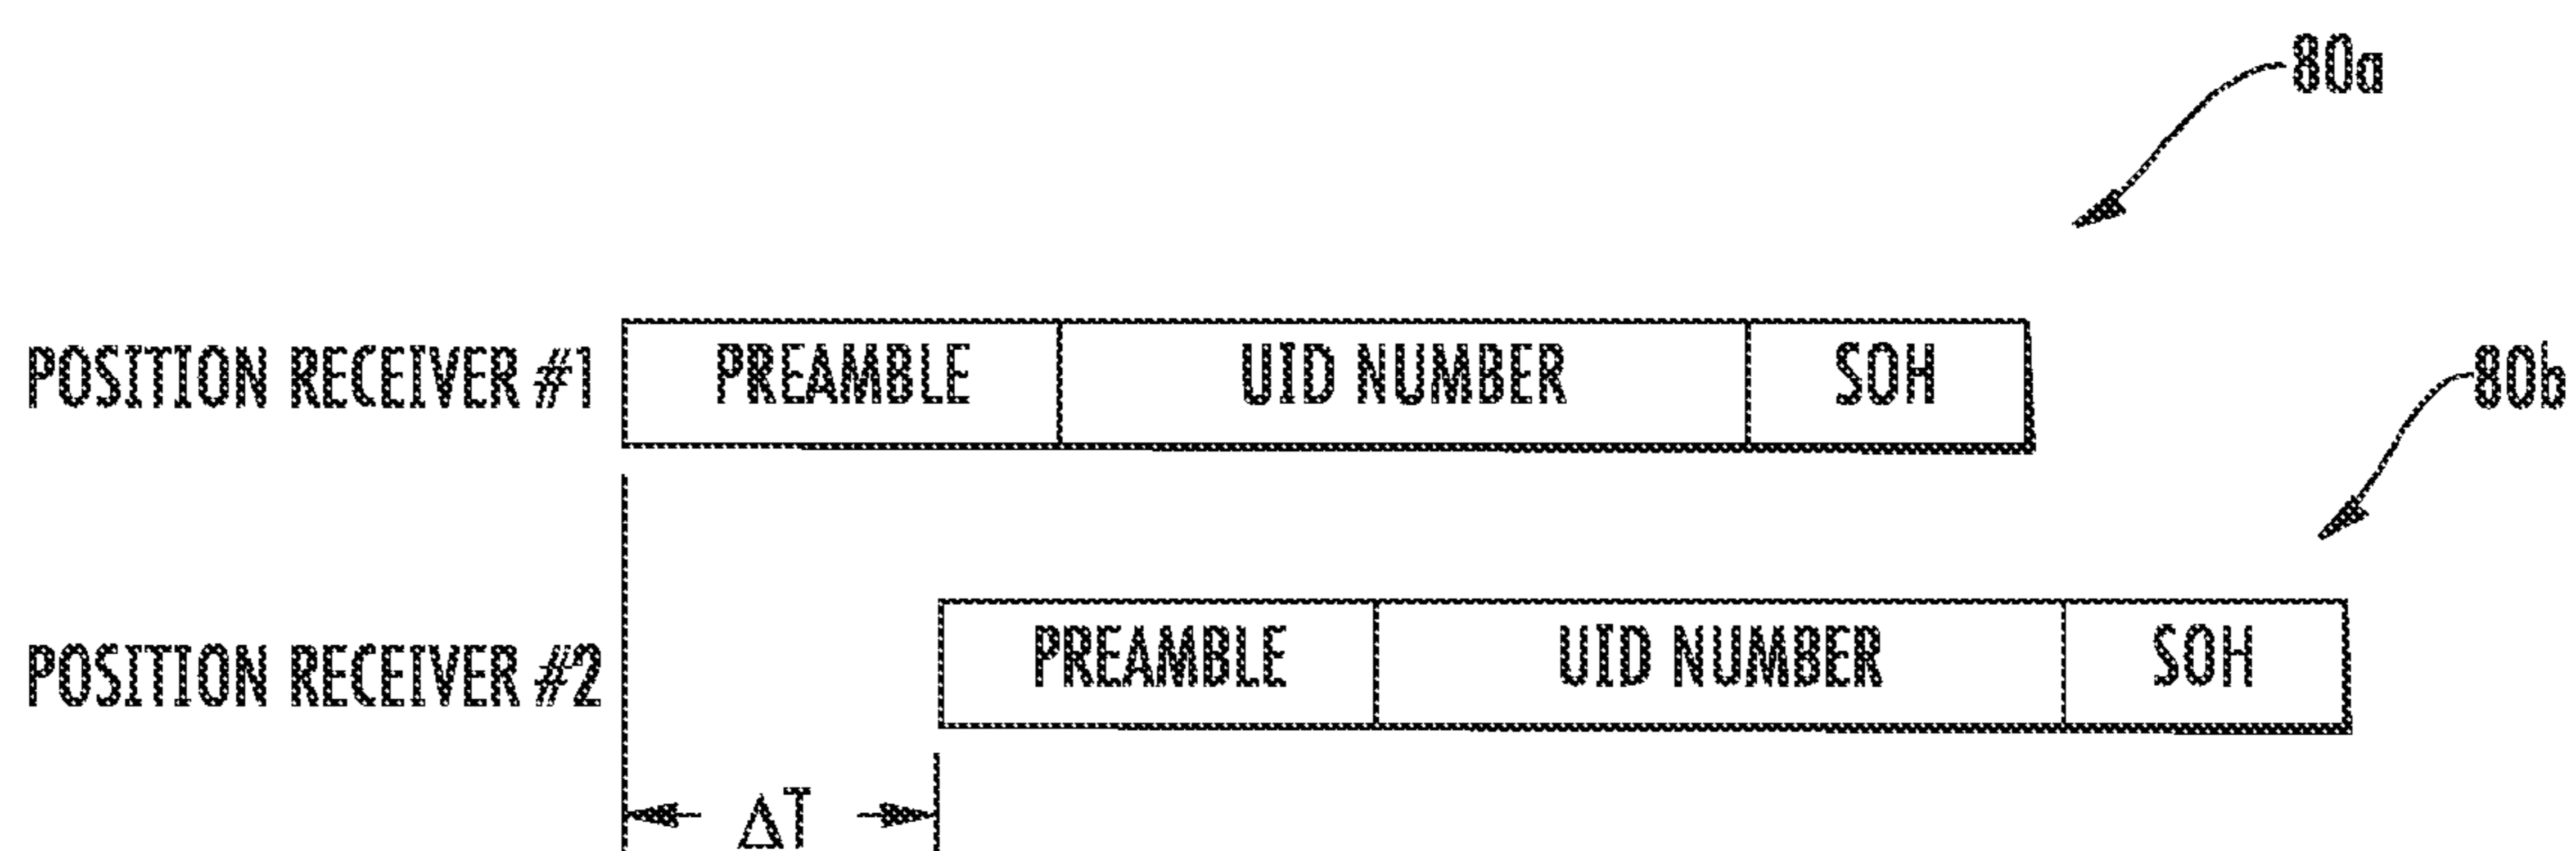 80a
POSITION RECEIVER #1 PREAMBLE UID NUMBER SOH
80b
POSITION RECEIVER #2 PREAMBLE UID NUMBER SOH
ΔT